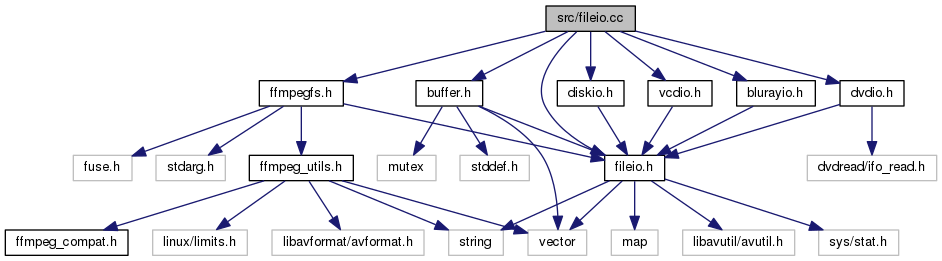 src/fileio.cc
ffmpegfs.h
buffer.h
diskio.h
vcdio.h
blurayio.h
dvdio.h
fuse.h
stdarg.h
ffmpeg_utils.h
mutex
stddef.h
fileio.h
dvdread/ifo_read.h
ffmpeg_compat.h
linux/limits.h
libavformat/avformat.h
string
vector
map
libavutil/avutil.h
sys/stat.h